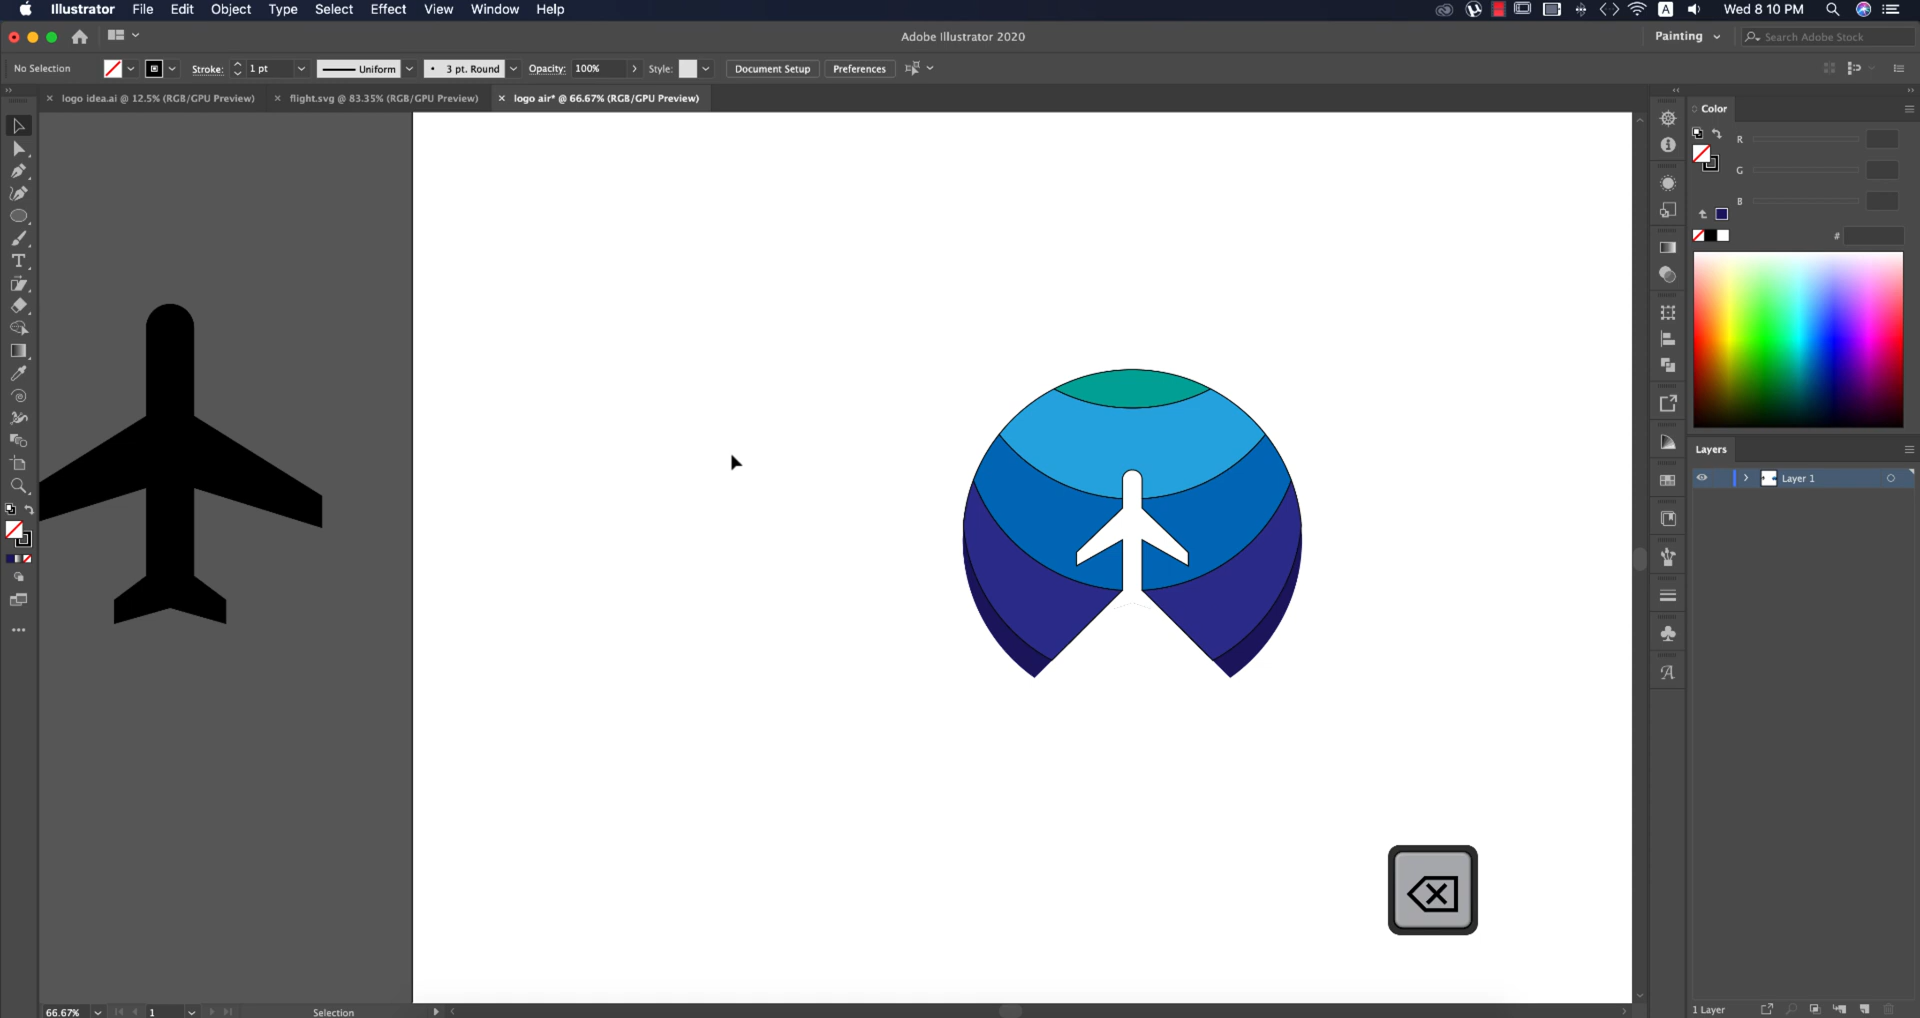 Illustrator File Edit Object Type Select Effect View Window Help A Wed 8 10 PM
Adobe Illustrator 2020 Painting Search Adobe Stock
No Selection Stroke: 1 pt Uniform 3 pt. Round Opacity: 100% Style: Document Setup Preferences
logo idea.ai @ 12.5% (RGB/GPU Preview) flight.svg @ 83.35% (RGB/GPU Preview) logo air* @ 66.67% (RGB/GPU Preview)
Color
R
G
B
#
Layers
Layer 1
66.67% 1 Selection 1 Layer